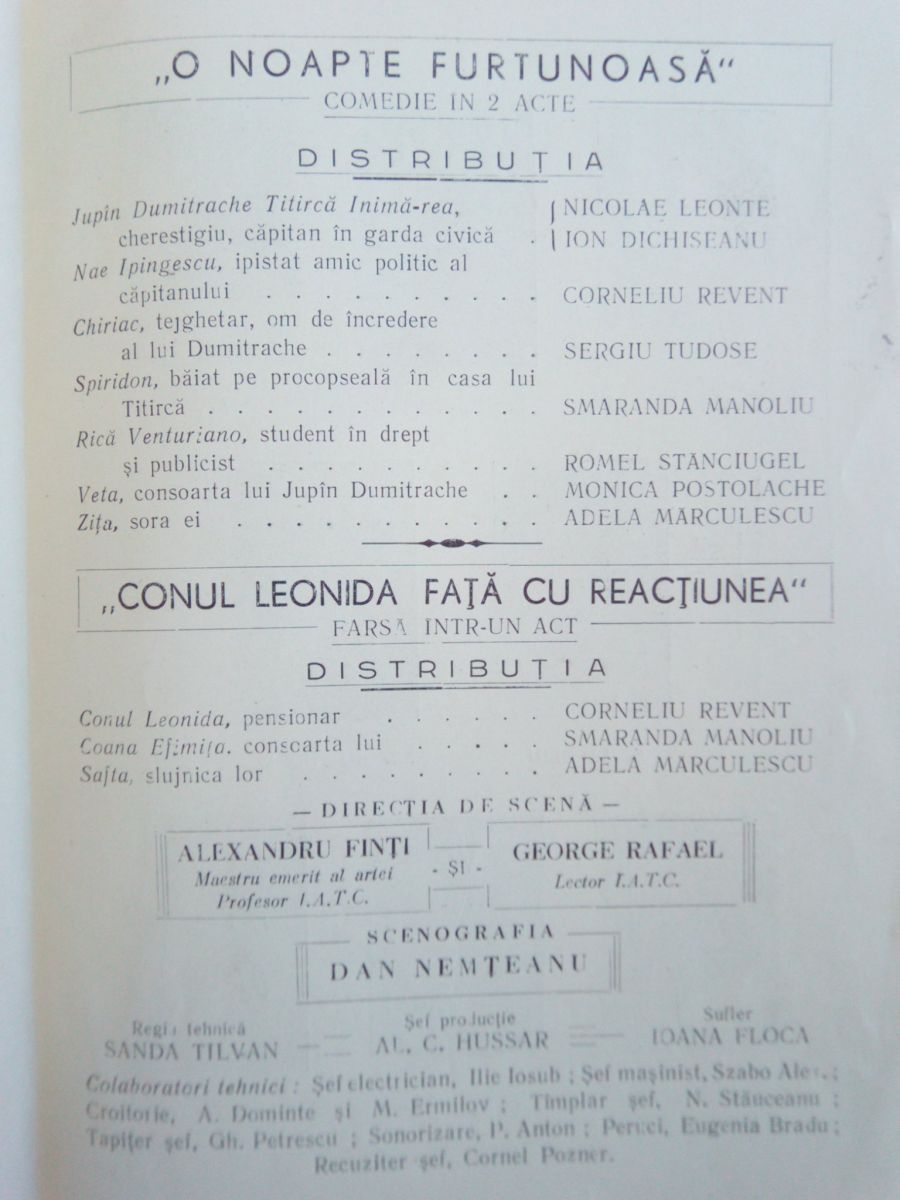 „O NOAPTE FURTUNOASĂ“
COMEDIE IN 2 ACTE
DISTRIBUȚIA
Jupîn Dumitrache Titircă Inimă-rea,
cherestigiu, căpitan în garda civică . NICOLAE LEONTE
ION DICHISEANU
Nae Ipingescu, ipistat amic politic al
căpitanului . . . . . . . . . . CORNELIU REVENT
Chiriac, tejghetar, om de încredere
al lui Dumitrache . . . . . . . . SERGIU TUDOSE
Spiridon, băiat pe procopseală în casa lui
Titircă . . . . . . . . . . . . SMARANDA MANOLIU
Rică Venturiano, student în drept
și publicist . . . . . . . . . . ROMEL STĂNCIUGEL
Veta, consoarta lui Jupîn Dumitrache . . MONICA POSTOLACHE
Zița, sora ei . . . . . . . . . . . ADELA MĂRCULESCU
„CONUL LEONIDA FAȚĂ CU REACȚIUNEA“
FARSĂ INTR-UN ACT
DISTRIBUȚIA
Conul Leonida, pensionar . . . . . . CORNELIU REVENT
Coana Efimița. consoarta lui . . . . . SMARANDA MANOLIU
Safta, slujnica lor . . . . . . . . . ADELA MARCULESCU
— DIRECȚIA DE SCENĂ —
ALEXANDRU FINȚI
Maestru emerit al artei
Profesor I.A.T.C.
- ȘI -
GEORGE RAFAEL
Lector I.A.T.C.
SCENOGRAFIA
DAN NEMȚEANU
Regia tehnică
SANDA TILVAN
Șef producție
AL. C. HUSSAR
Sufler
IOANA FLOCA
Colaboratori tehnici : Șef electrician, Ilie Iosub ; Șef mașinist, Szabo Alex.;
Croitorie, A. Dominte și M. Ermilov ; Tîmplar șef, N. Stăuceanu ;
Tapițer șef, Gh. Petrescu ; Sonorizare, P. Anton ; Peruci, Eugenia Bradu ;
Recuziter șef, Cornel Pozner.